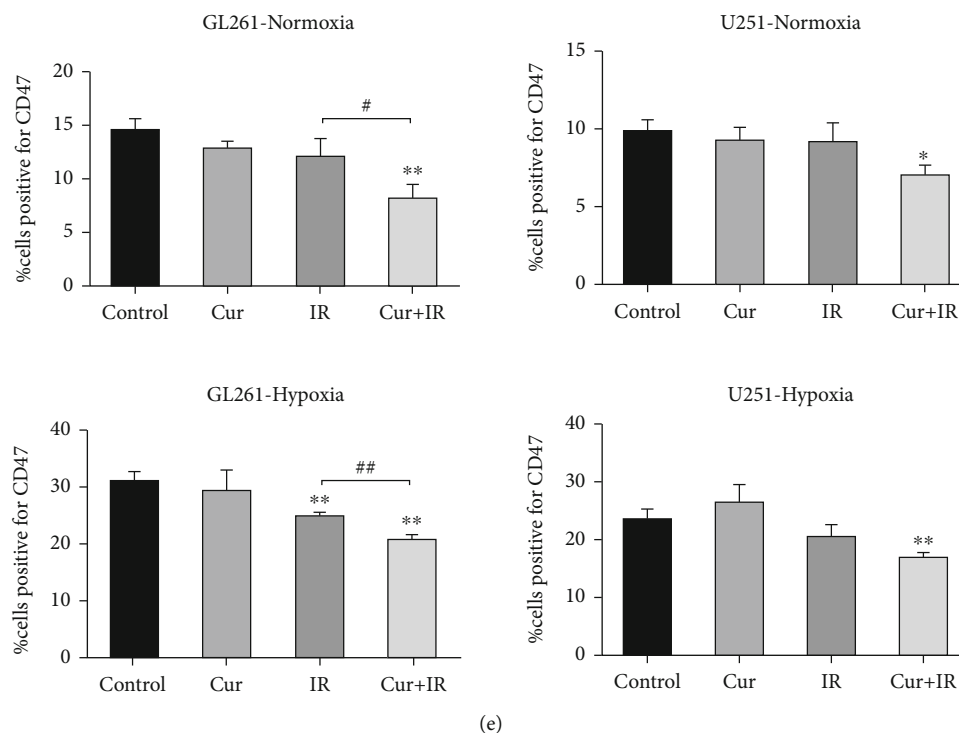 GL261-Normoxia
%cells positive for CD47
20
15
10
5
0
#
**
Control Cur IR Cur+IR
U251-Normoxia
%cells positive for CD47
15
10
5
0
*
Control Cur IR Cur+IR
GL261-Hypoxia
%cells positive for CD47
40
30
20
10
0
##
**
**
Control Cur IR Cur+IR
U251-Hypoxia
%cells positive for CD47
40
30
20
10
0
**
Control Cur IR Cur+IR
(e)